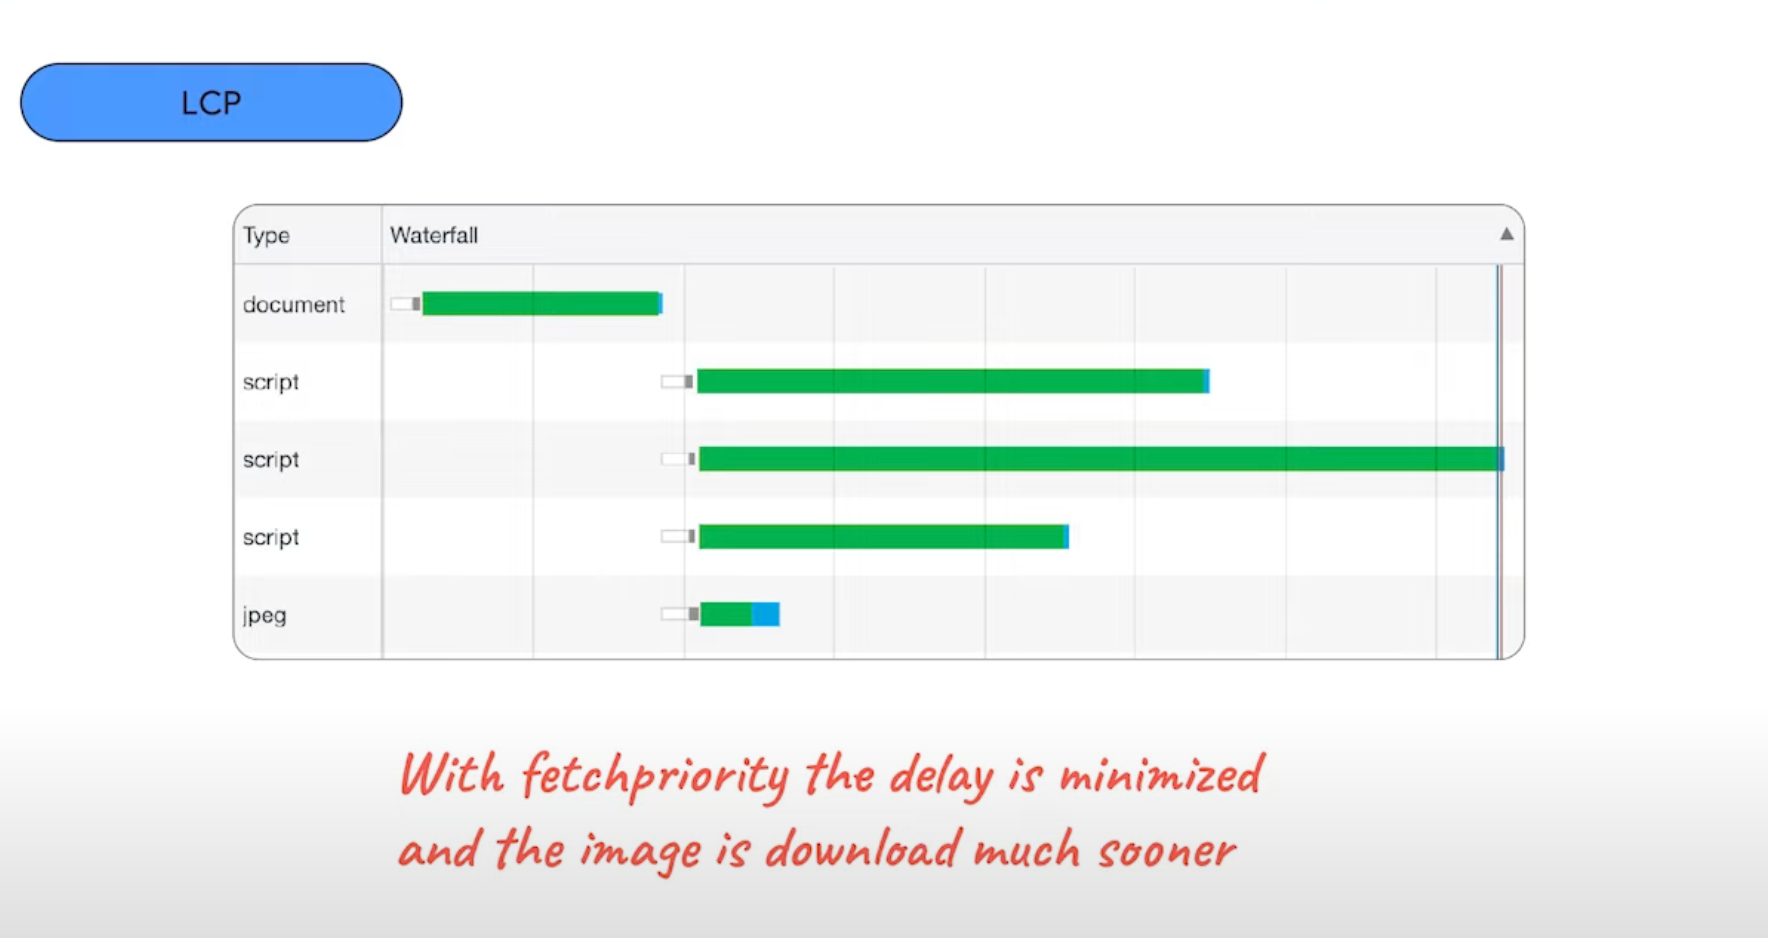 LCP
Type Waterfall
document
script
script
script
jpeg
With fetchpriority the delay is minimized
and the image is download much sooner